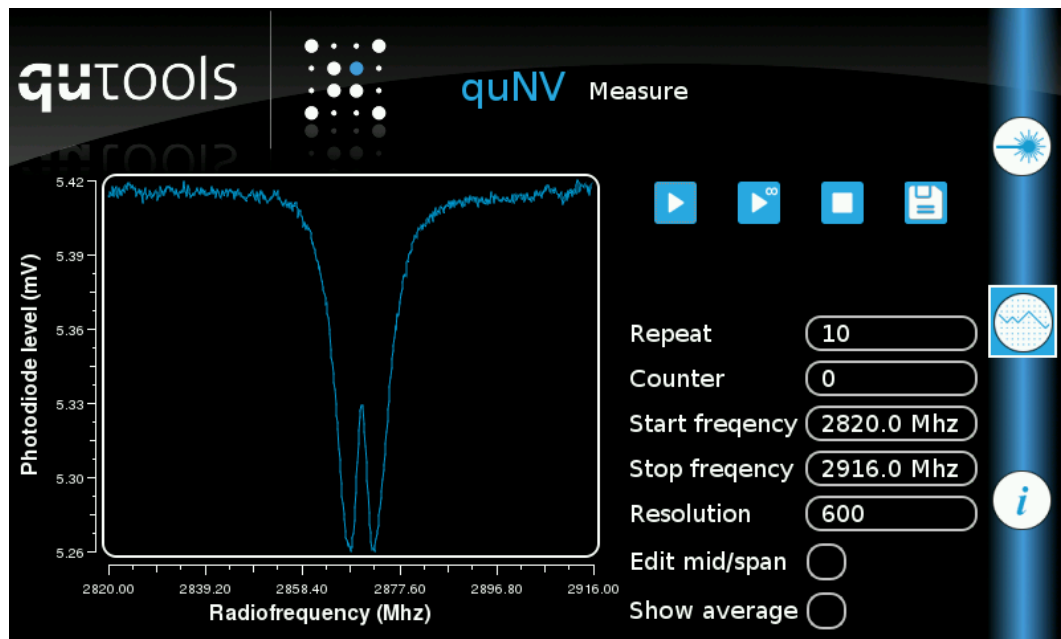 qutools
quNV Measure
5.42
5.39
5.36
5.33
5.30
5.26
Photodiode level (mV)
2820.00 2839.20 2858.40 2877.60 2896.80 2916.00
Radiofrequency (Mhz)
∞
Repeat 10
Counter 0
Start freqency 2820.0 Mhz
Stop freqency 2916.0 Mhz
Resolution 600
Edit mid/span
Show average
i